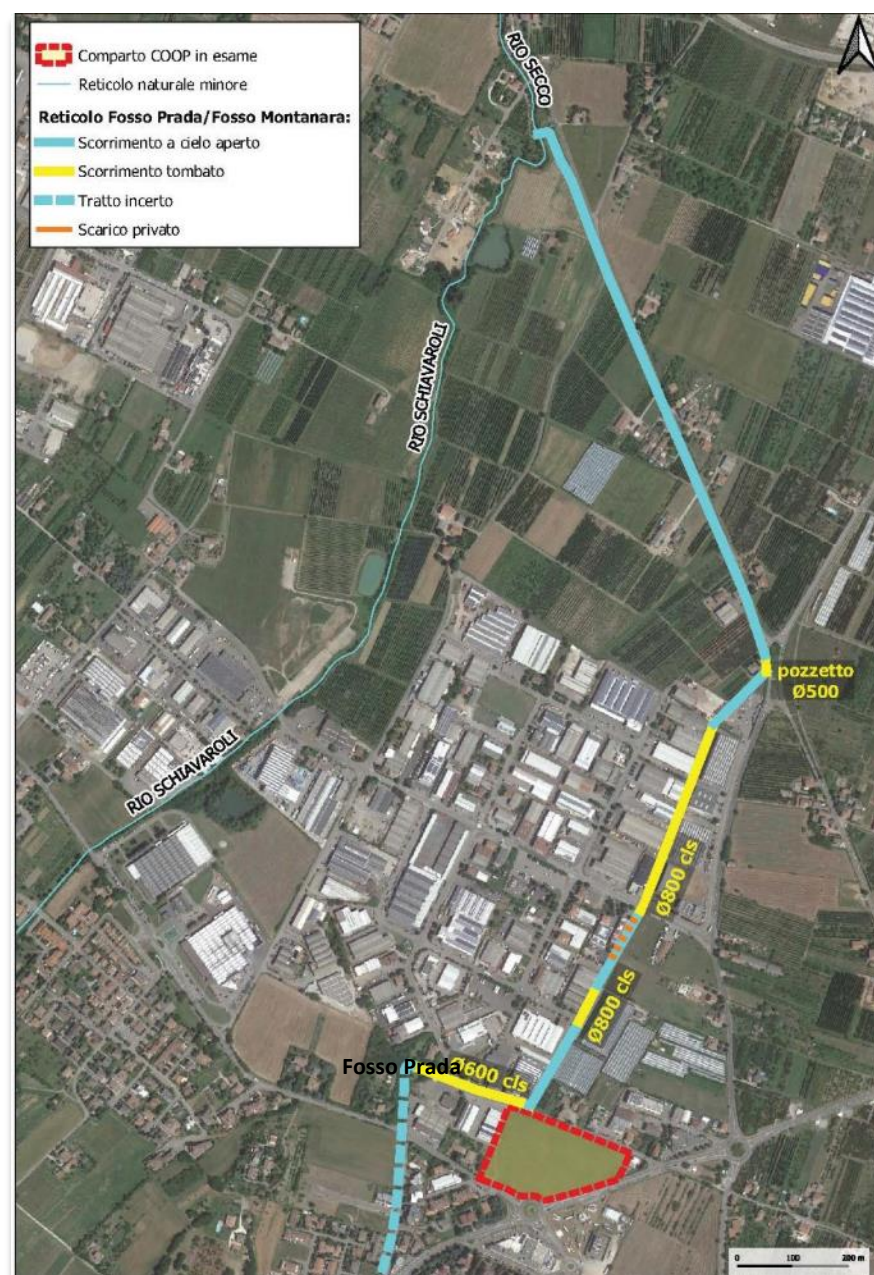 Comparto COOP in esame
Reticolo naturale minore
Reticolo Fosso Prada/Fosso Montanara:
Scorrimento a cielo aperto
Scorrimento tombato
Tratto incerto
Scarico privato
RIO SECCO
RIO SCHIAVAROLI
pozzetto
Ø500
RIO SCHIAVAROLI
Ø800 cls
Ø800 cls
Fosso Prada
Ø600 cls
0 100 200 m